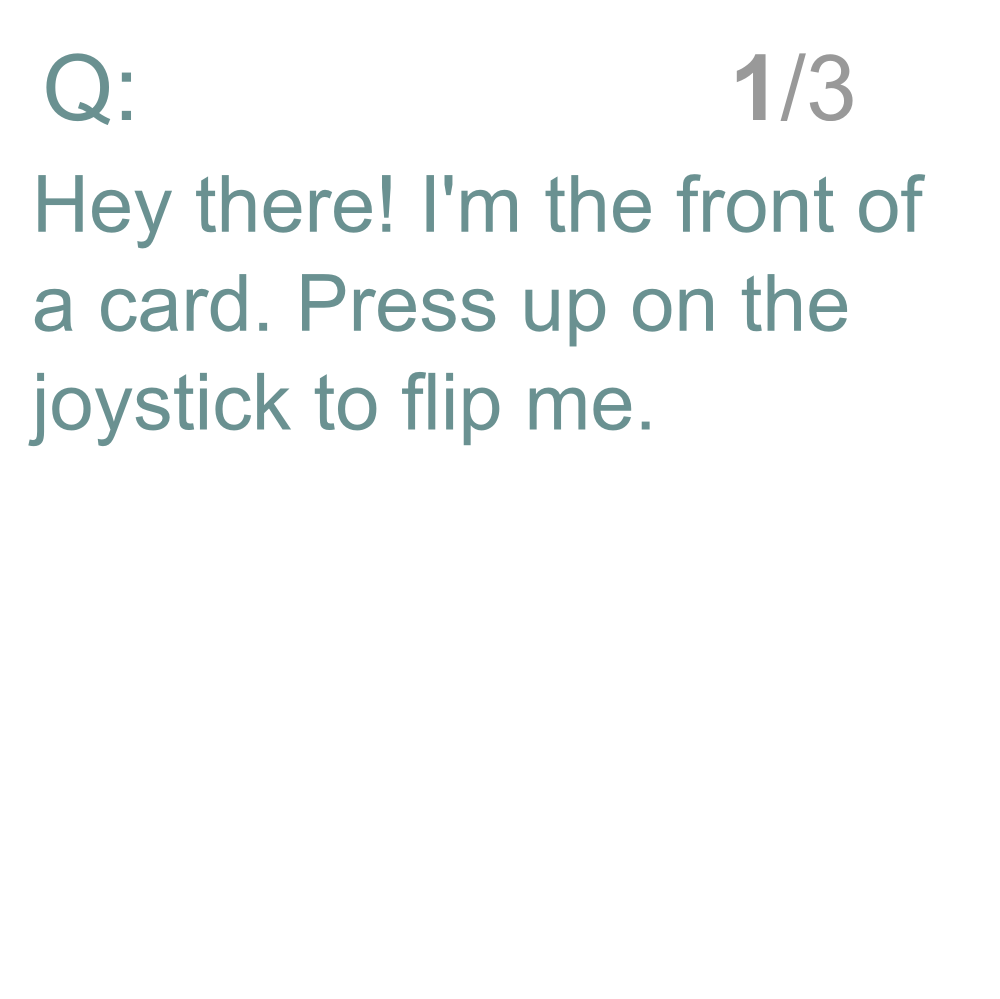 Q: 1/3
Hey there! I'm the front of
a card. Press up on the
joystick to flip me.